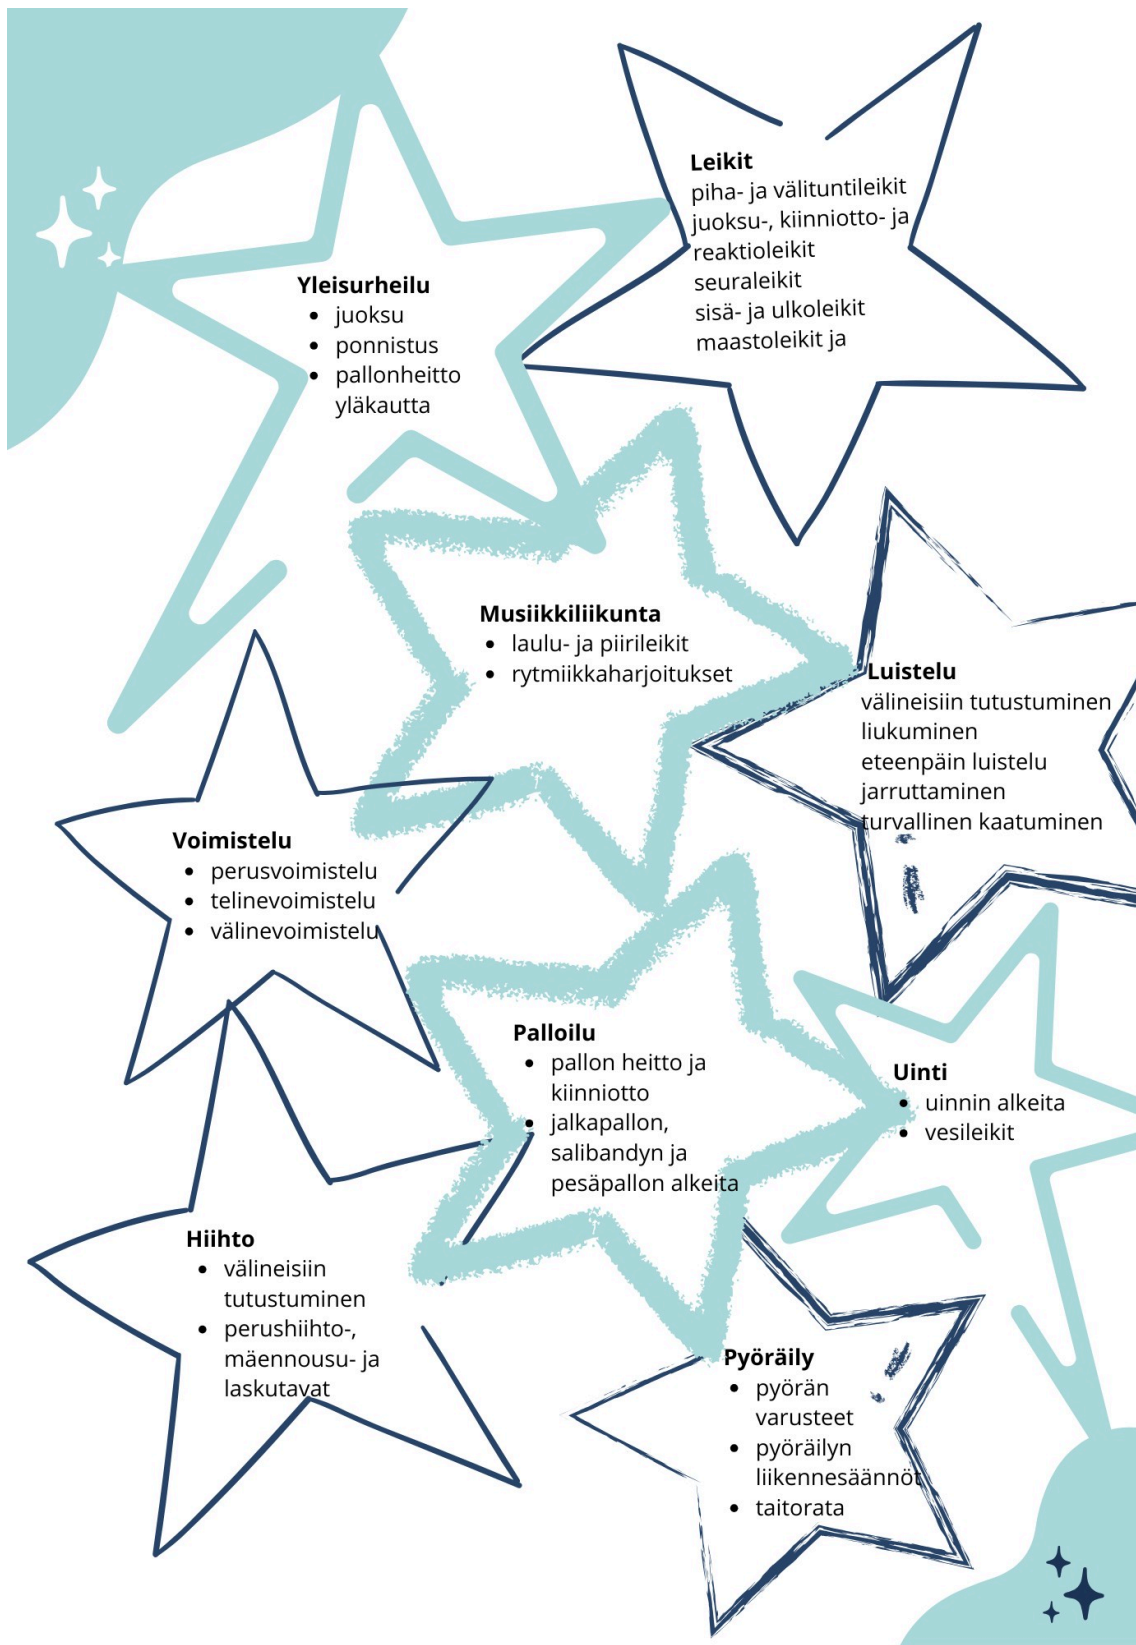 Leikit
piha- ja välituntileikit
juoksu-, kiinniotto- ja
reaktioleikit
seuraleikit
sisä- ja ulkoleikit
maastoleikit ja
Yleisurheilu
• juoksu
• ponnistus
• pallonheitto
yläkautta
Musiikkiliikunta
• laulu- ja piirileikit
• rytmiikkaharjoitukset
Luistelu
välineisiin tutustuminen
liukuminen
eteenpäin luistelu
jarruttaminen
turvallinen kaatuminen
Voimistelu
• perusvoimistelu
• telinevoimistelu
• välinevoimistelu
Palloilu
• pallon heitto ja
kiinniotto
• jalkapallon,
salibandyn ja
pesäpallon alkeita
Uinti
• uinnin alkeita
• vesileikit
Hiihto
• välineisiin
tutustuminen
• perushiihto-,
mäennousu- ja
laskutavat
Pyöräily
• pyörän
varusteet
• pyöräilyn
liikennesäännöt
• taitorata